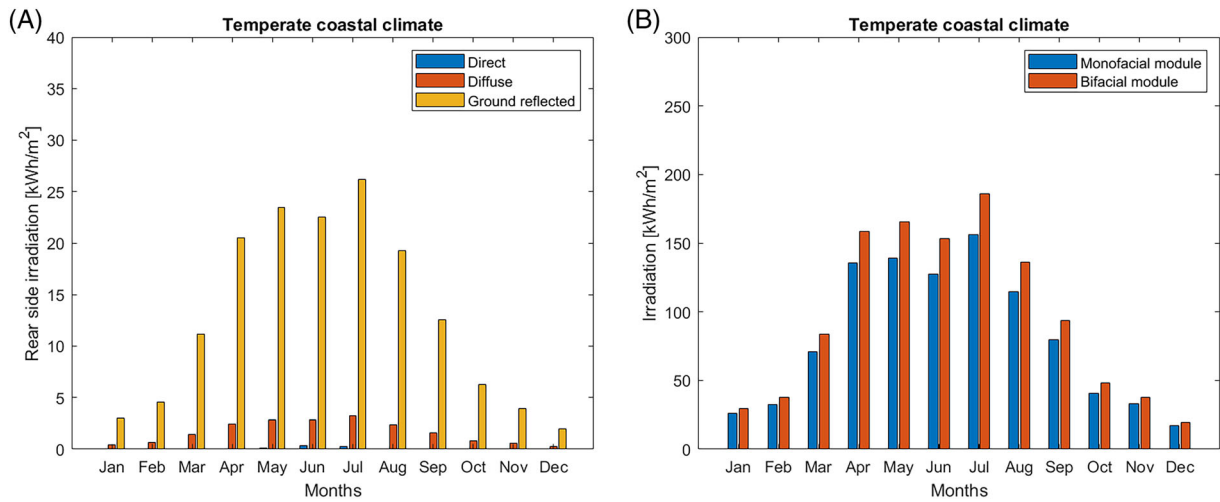 (A)
Temperate coastal climate
40
35
30
25
20
15
10
5
0
Rear side irradiation [kWh/m²]
Direct
Diffuse
Ground reflected
Jan Feb Mar Apr May Jun Jul Aug Sep Oct Nov Dec
Months
(B)
Temperate coastal climate
300
250
200
150
100
50
0
Irradiation [kWh/m²]
Monofacial module
Bifacial module
Jan Feb Mar Apr May Jun Jul Aug Sep Oct Nov Dec
Months